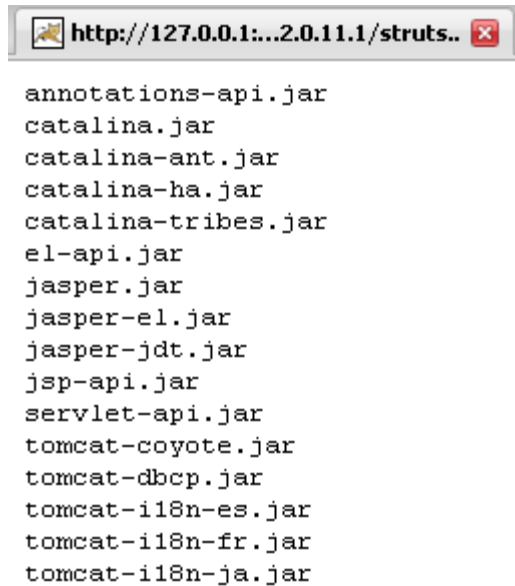 http://127.0.0.1:...2.0.11.1/struts..
annotations-api.jar
catalina.jar
catalina-ant.jar
catalina-ha.jar
catalina-tribes.jar
el-api.jar
jasper.jar
jasper-el.jar
jasper-jdt.jar
jsp-api.jar
servlet-api.jar
tomcat-coyote.jar
tomcat-dbcp.jar
tomcat-i18n-es.jar
tomcat-i18n-fr.jar
tomcat-i18n-ja.jar